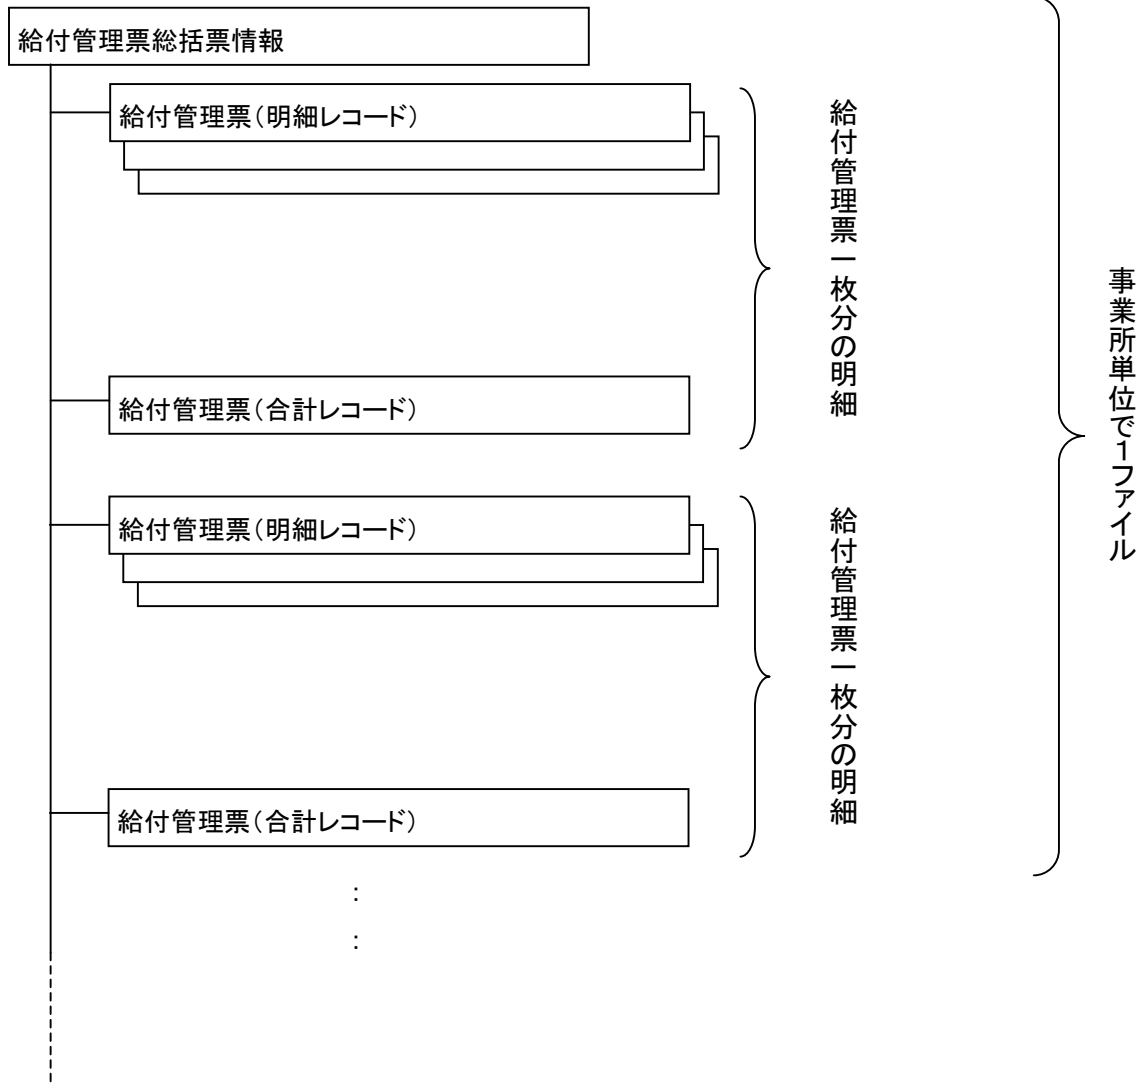 給付管理票総括票情報
給付管理票(明細レコード)
給付管理票(合計レコード)
給付管理票一枚分の明細
給付管理票(明細レコード)
給付管理票(合計レコード)
給付管理票一枚分の明細
:
:
事業所単位で1ファイル